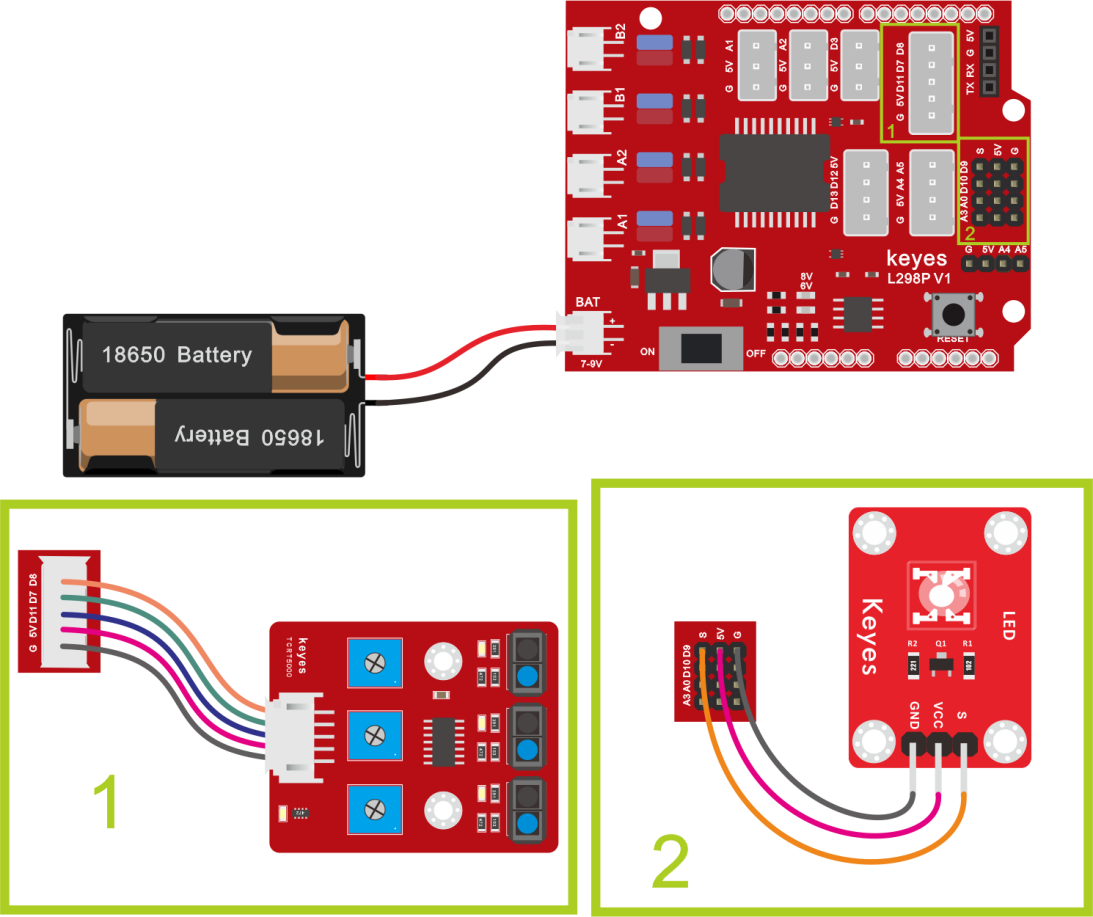 B2
B1
A2
A1
G 5V A1
G 5V A2
G 5V D3
G 5V D11 D7 D8
1
TX RX G 5V
G D13 D12 5V
G 5V A4 A5
S 5V G
A3 A0 D10 D9
2
G 5V A4 A5
keyes
L298P V1
8V
6V
BAT
+
-
7-9V
ON
OFF
RESET
18650 Battery
18650 Battery
G 5V D11 D7 D8
keyes
TCRT5000
1
S 5V G
A3 A0 D10 D9
Keyes
LED
R2
Q1
R1
221
102
GND
VCC
S
2